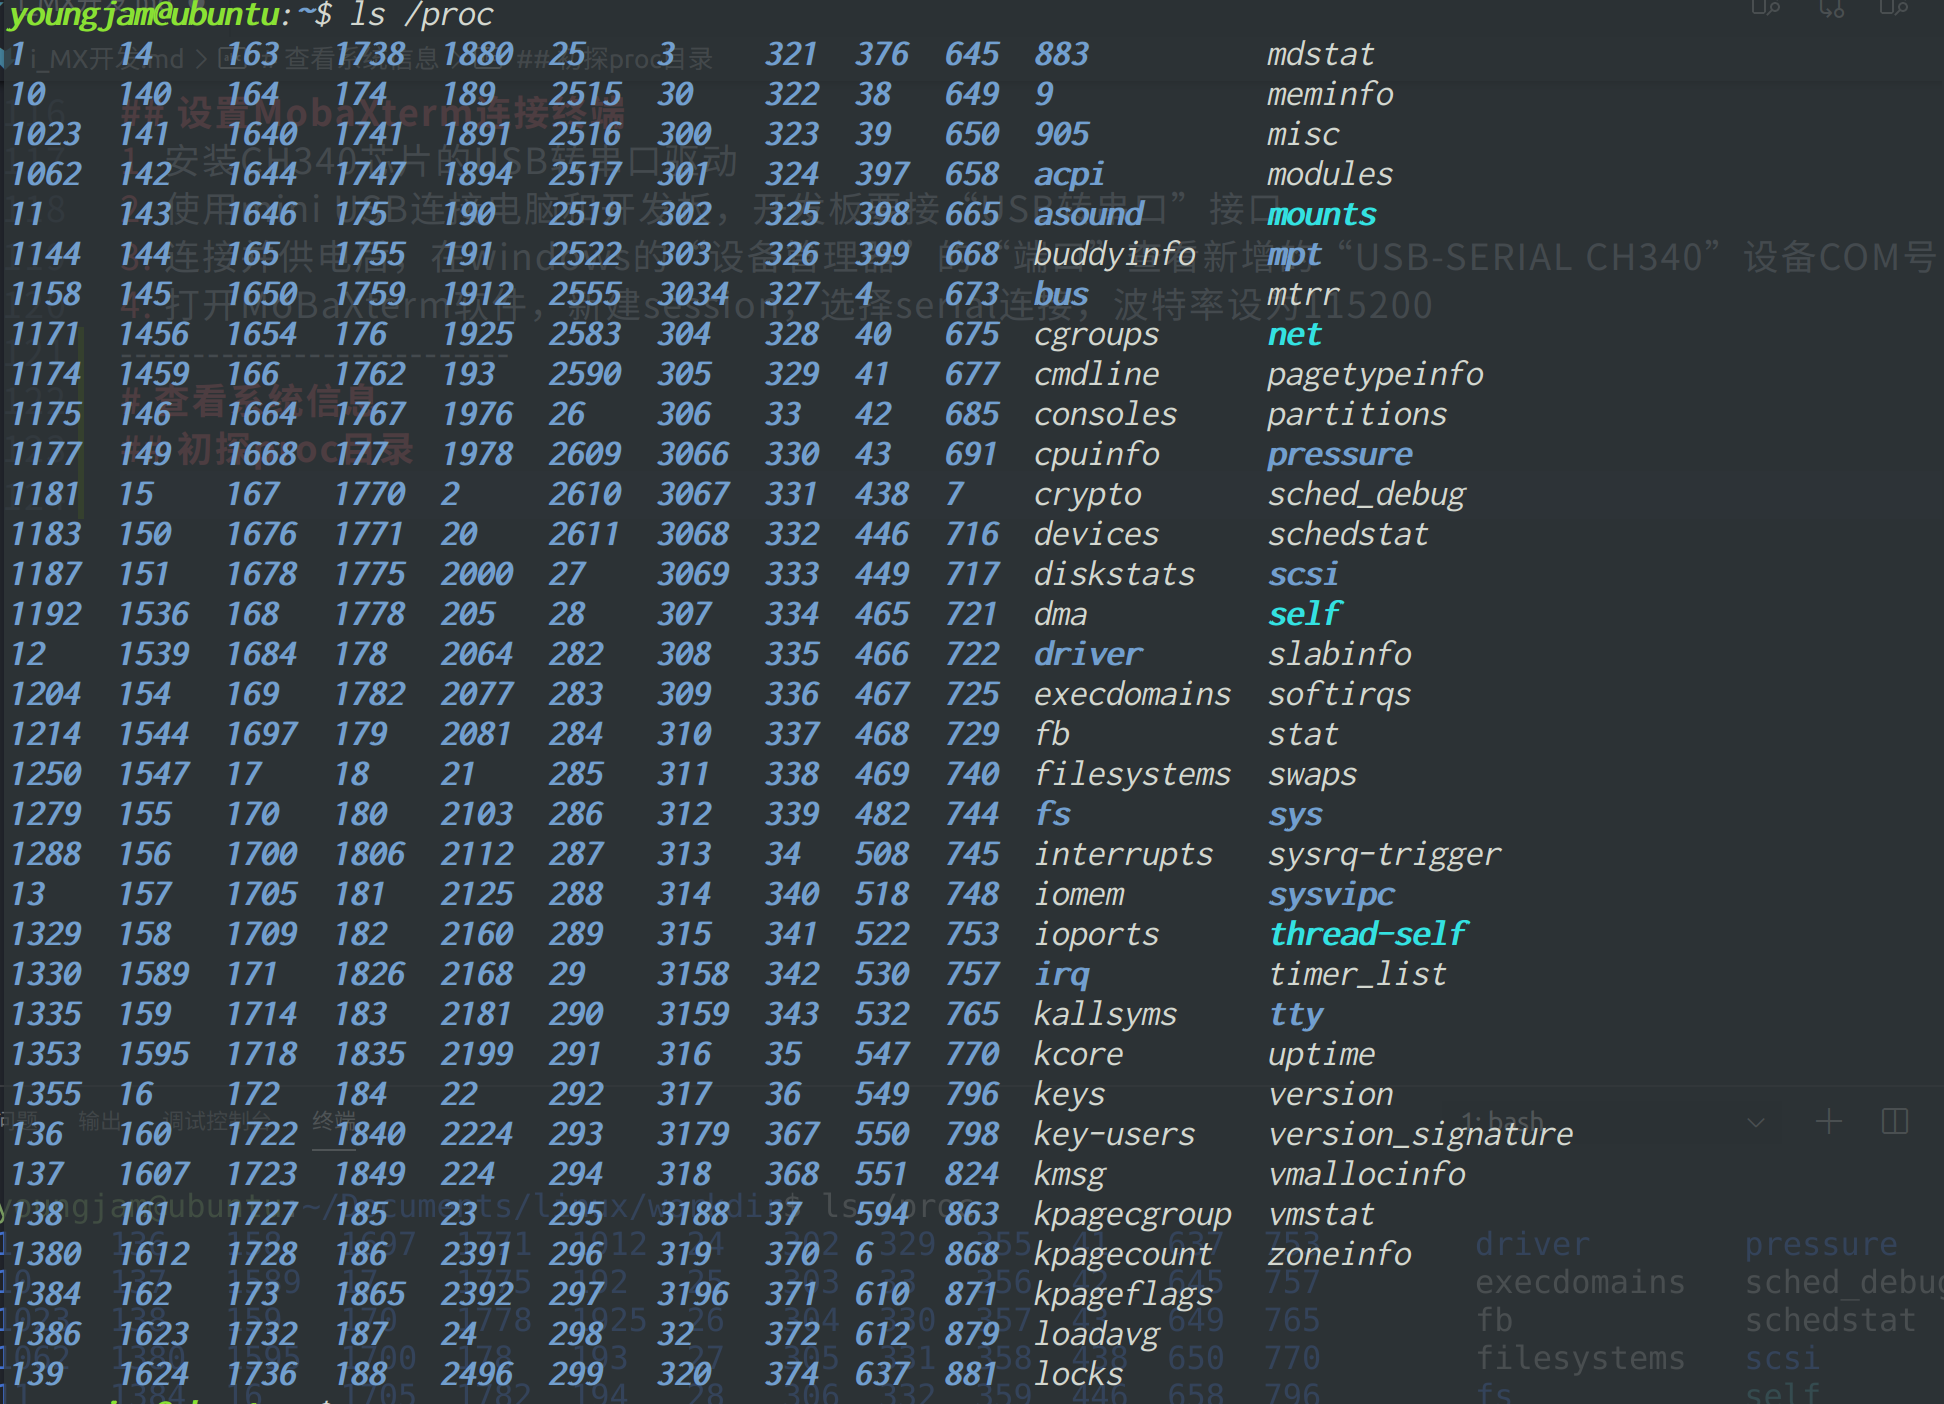 youngjam@ubuntu:~$ ls /proc
1 14 163 1738 1880 25 3 321 376 645 883 mdstat
10 140 164 174 189 2515 30 322 38 649 9 meminfo
1023 141 1640 1741 1891 2516 300 323 39 650 905 misc
1062 142 1644 1747 1894 2517 301 324 397 658 acpi modules
11 143 1646 175 190 2519 302 325 398 665 asound mounts
1144 144 165 1755 191 2522 303 326 399 668 buddyinfo mpt
1158 145 1650 1759 1912 2555 3034 327 4 673 bus mtrr
1171 1456 1654 176 1925 2583 304 328 40 675 cgroups net
1174 1459 166 1762 193 2590 305 329 41 677 cmdline pagetypeinfo
1175 146 1664 1767 1976 26 306 33 42 685 consoles partitions
1177 149 1668 177 1978 2609 3066 330 43 691 cpuinfo pressure
1181 15 167 1770 2 2610 3067 331 438 7 crypto sched_debug
1183 150 1676 1771 20 2611 3068 332 446 716 devices schedstat
1187 151 1678 1775 2000 27 3069 333 449 717 diskstats scsi
1192 1536 168 1778 205 28 307 334 465 721 dma self
12 1539 1684 178 2064 282 308 335 466 722 driver slabinfo
1204 154 169 1782 2077 283 309 336 467 725 execdomains softirqs
1214 1544 1697 179 2081 284 310 337 468 729 fb stat
1250 1547 17 18 21 285 311 338 469 740 filesystems swaps
1279 155 170 180 2103 286 312 339 482 744 fs sys
1288 156 1700 1806 2112 287 313 34 508 745 interrupts sysrq-trigger
13 157 1705 181 2125 288 314 340 518 748 iomem sysvipc
1329 158 1709 182 2160 289 315 341 522 753 ioports thread-self
1330 1589 171 1826 2168 29 3158 342 530 757 irq timer_list
1335 159 1714 183 2181 290 3159 343 532 765 kallsyms tty
1353 1595 1718 1835 2199 291 316 35 547 770 kcore uptime
1355 16 172 184 22 292 317 36 549 796 keys version
136 160 1722 1840 2224 293 3179 367 550 798 key-users version_signature
137 1607 1723 1849 224 294 318 368 551 824 kmsg vmallocinfo
138 161 1727 185 23 295 3188 37 594 863 kpagecgroup vmstat
1380 1612 1728 186 2391 296 319 370 6 868 kpagecount zoneinfo
1384 162 173 1865 2392 297 3196 371 610 871 kpageflags
1386 1623 1732 187 24 298 32 372 612 879 loadavg
139 1624 1736 188 2496 299 320 374 637 881 locks